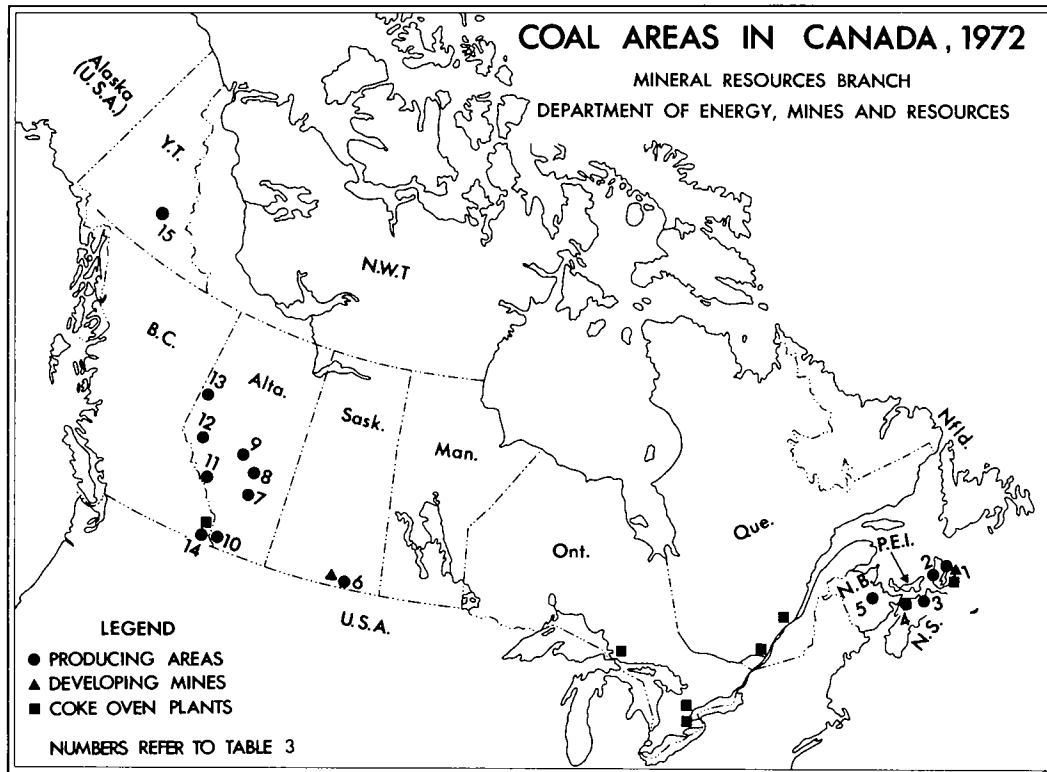 COAL AREAS IN CANADA, 1972
MINERAL RESOURCES BRANCH
DEPARTMENT OF ENERGY, MINES AND RESOURCES
Alaska
(U.S.A.)
Y.T.
15
N.W.T
B.C.
13
Alta.
12
9
Sask.
11
8
Man.
7
14
10
6
U.S.A.
Ont.
Que.
Nfld.
P.E.I.
2
1
N.B.
5
3
N.S.
LEGEND
PRODUCING AREAS
DEVELOPING MINES
COKE OVEN PLANTS
NUMBERS REFER TO TABLE 3